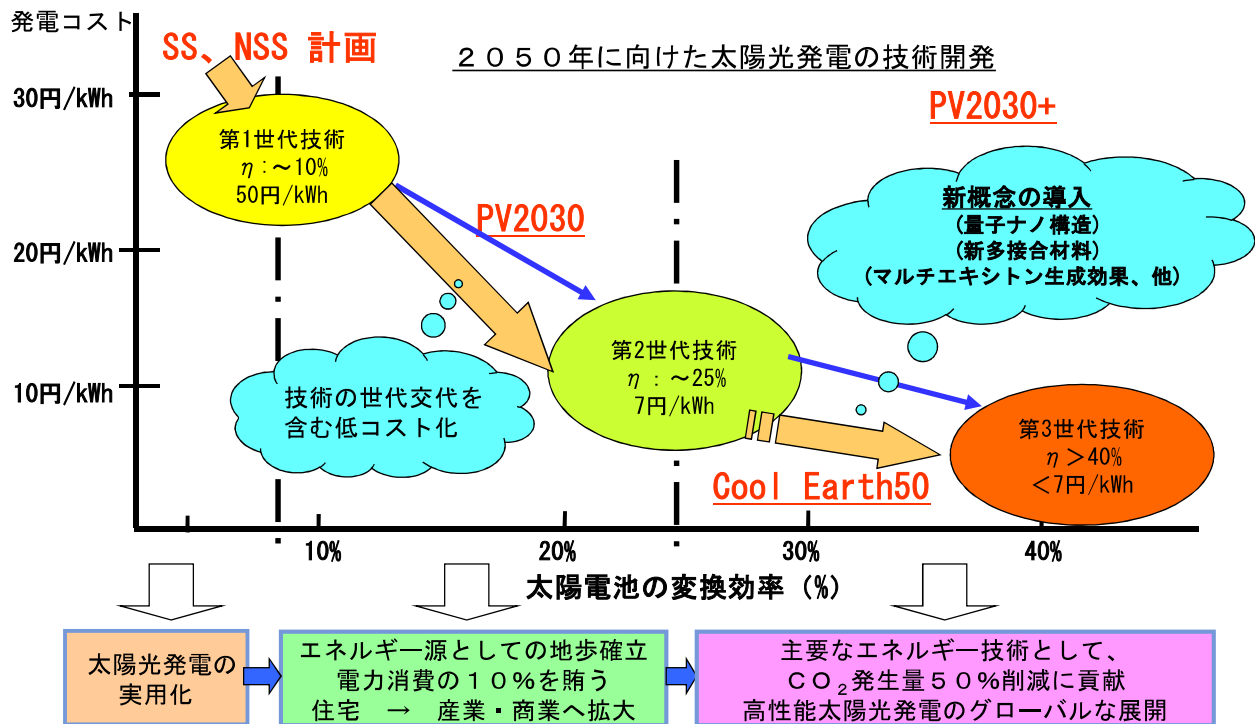 発電コスト
SS、NSS 計画
２０５０年に向けた太陽光発電の技術開発
30円/kWh
20円/kWh
10円/kWh
第1世代技術
η：～10%
50円/kWh
PV2030
PV2030+
新概念の導入
(量子ナノ構造)
(新多接合材料)
(マルチエキシトン生成効果、他)
技術の世代交代を
含む低コスト化
第2世代技術
η：～25%
7円/kWh
第3世代技術
η＞40%
＜7円/kWh
Cool Earth50
10%
20%
30%
40%
太陽電池の変換効率 (%)
太陽光発電の
実用化
エネルギー源としての地歩確立
電力消費の１０％を賄う
住宅 → 産業・商業へ拡大
主要なエネルギー技術として、
ＣＯ₂発生量５０％削減に貢献
高性能太陽光発電のグローバルな展開